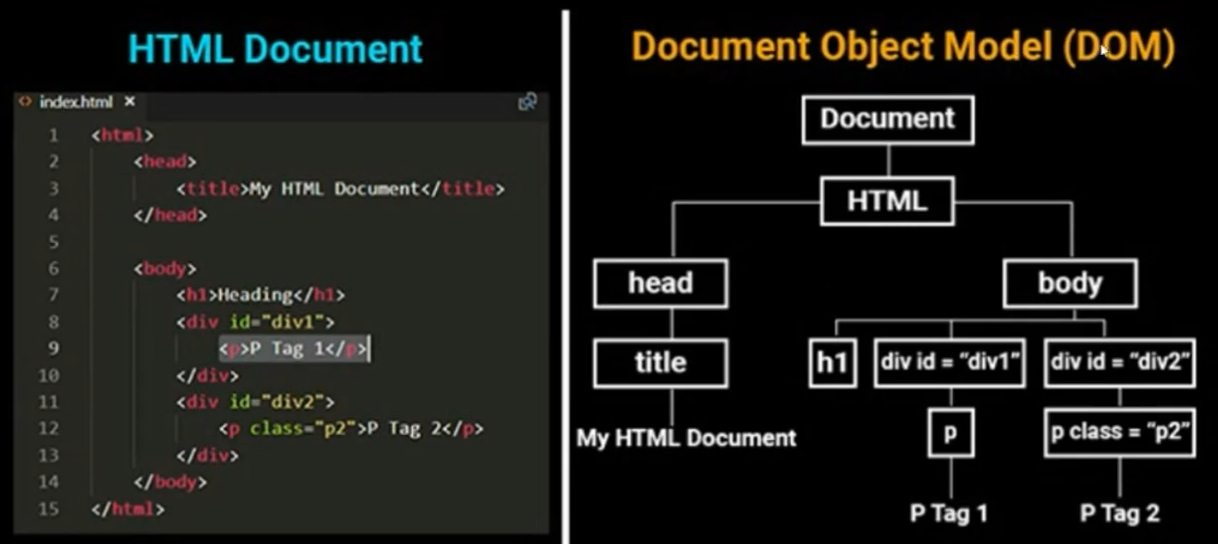 HTML Document
index.html ×
1 <html>
2 <head>
3 <title>My HTML Document</title>
4 </head>
5
6 <body>
7 <h1>Heading</h1>
8 <div id="div1">
9 <p>P Tag 1</p>
10 </div>
11 <div id="div2">
12 <p class="p2">P Tag 2</p>
13 </div>
14 </body>
15 </html>
Document Object Model (DOM)
Document
HTML
head body
title h1 div id = “div1” div id = “div2”
My HTML Document p p class = “p2”
P Tag 1 P Tag 2